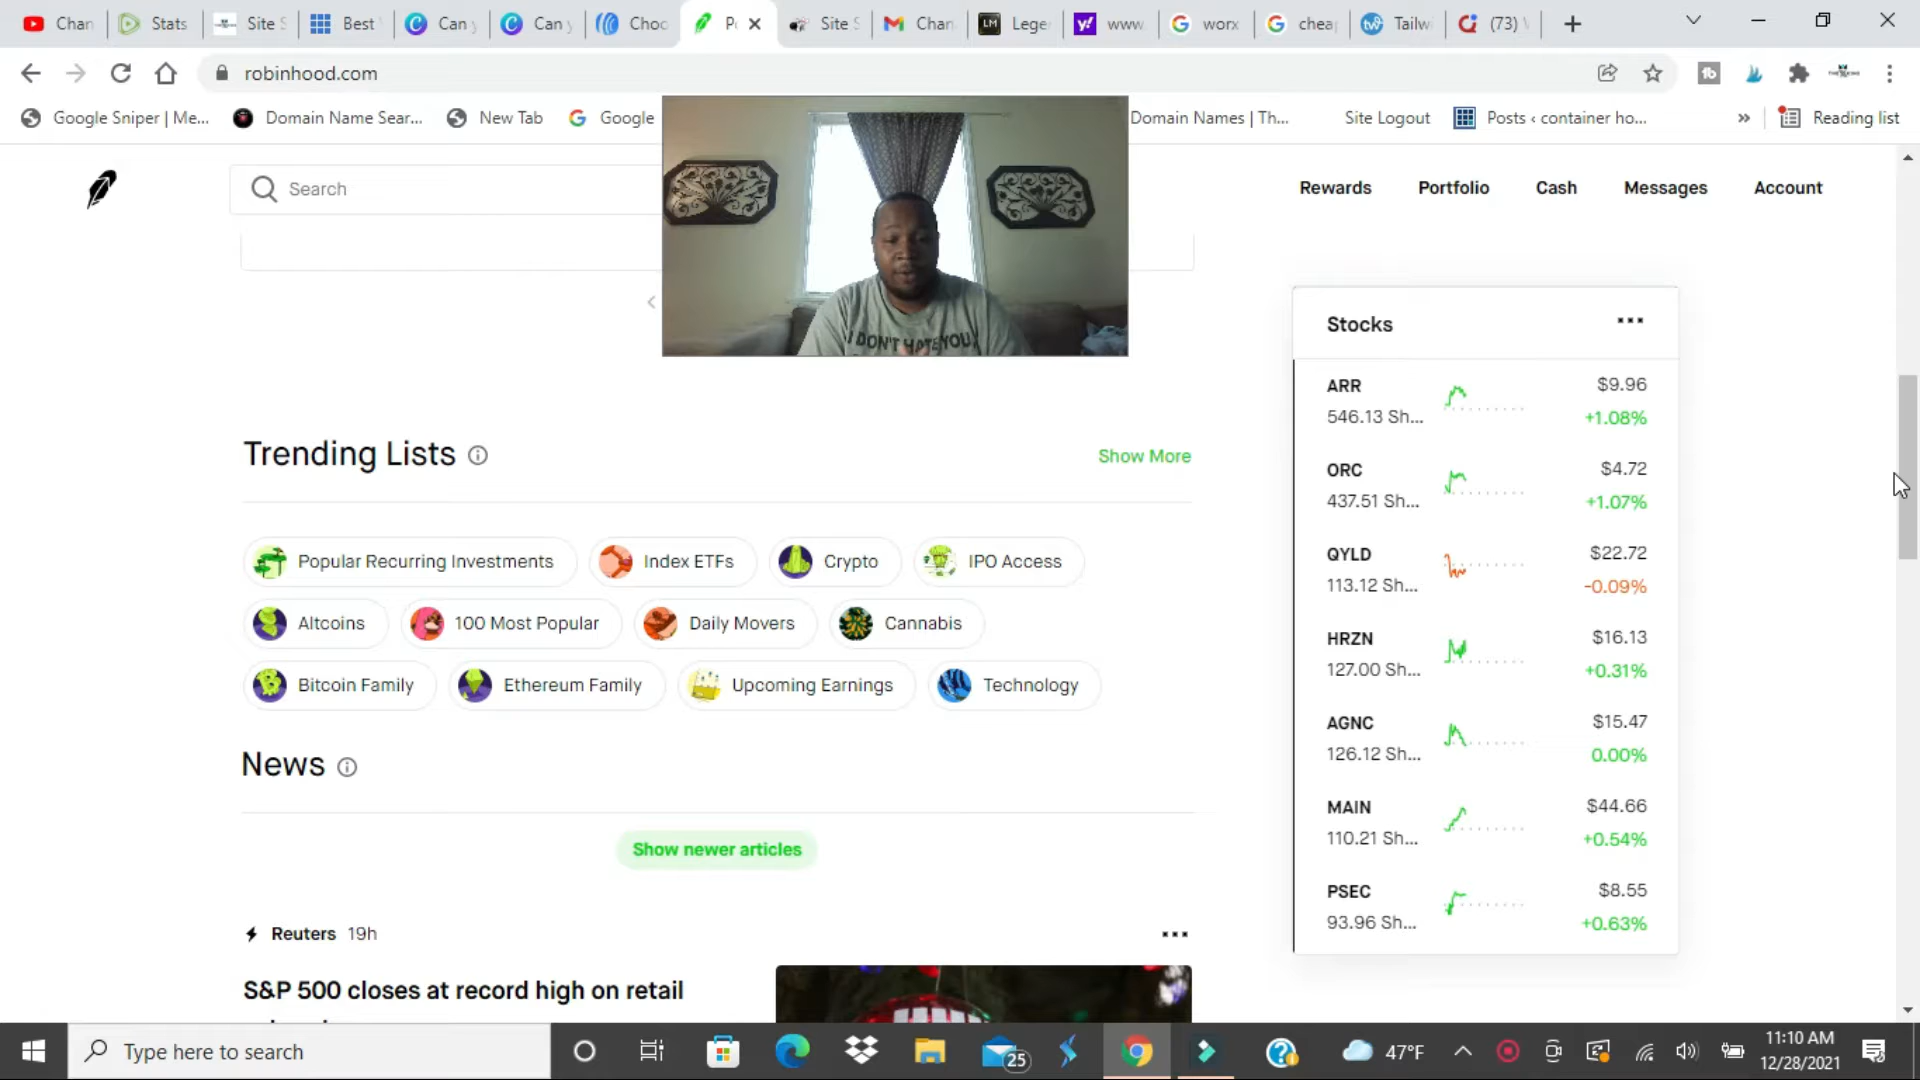 Chan
Stats
Site S
Best
Can y
Can y
Choo
P
Site S
Chan
LM
Lege
y!
www.
worx
cheap
Tailw
(73)
robinhood.com
Google Sniper | Me...
Domain Name Sear...
New Tab
Google
Domain Names | Th...
Site Logout
Posts ‹ container ho...
»
Reading list
Search
Rewards
Portfolio
Cash
Messages
Account
I DON'T HATE YOU
Stocks
ARR
$9.96
546.13 Sh...
+1.08%
ORC
$4.72
437.51 Sh...
+1.07%
QYLD
$22.72
113.12 Sh...
-0.09%
HRZN
$16.13
127.00 Sh...
+0.31%
AGNC
$15.47
126.12 Sh...
0.00%
MAIN
$44.66
110.21 Sh...
+0.54%
PSEC
$8.55
93.96 Sh...
+0.63%
Trending Lists
Show More
Popular Recurring Investments
Index ETFs
Crypto
IPO Access
Altcoins
100 Most Popular
Daily Movers
Cannabis
Bitcoin Family
Ethereum Family
Upcoming Earnings
Technology
News
Show newer articles
Reuters 19h
S&P 500 closes at record high on retail
Type here to search
25
47°F
11:10 AM
12/28/2021